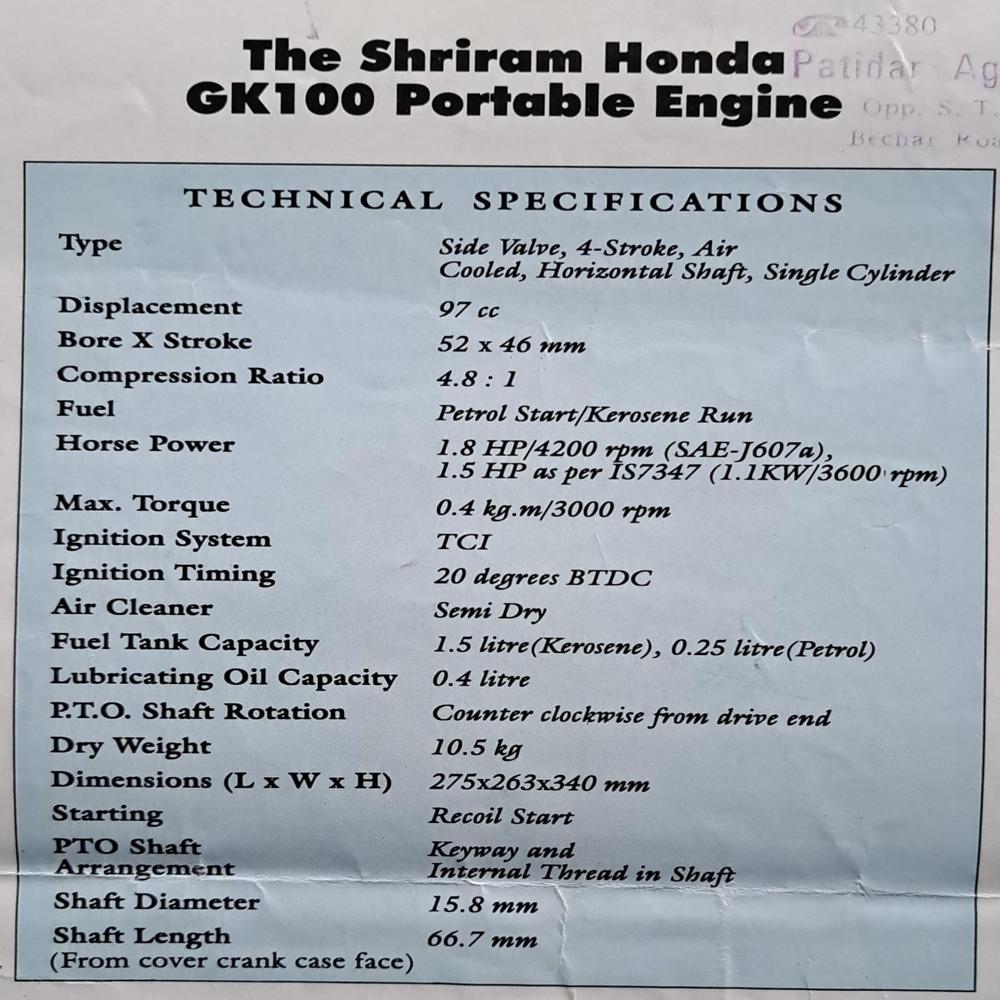 43380
The Shriram Honda Patidar Ag
GK100 Portable Engine Opp. S. T.
Bechar Roa
TECHNICAL SPECIFICATIONS
Type Side Valve, 4-Stroke, Air
Cooled, Horizontal Shaft, Single Cylinder
Displacement 97 cc
Bore X Stroke 52 x 46 mm
Compression Ratio 4.8 : 1
Fuel Petrol Start/Kerosene Run
Horse Power 1.8 HP/4200 rpm (SAE-J607a),
1.5 HP as per IS7347 (1.1KW/3600 rpm)
Max. Torque 0.4 kg.m/3000 rpm
Ignition System TCI
Ignition Timing 20 degrees BTDC
Air Cleaner Semi Dry
Fuel Tank Capacity 1.5 litre(Kerosene), 0.25 litre(Petrol)
Lubricating Oil Capacity 0.4 litre
P.T.O. Shaft Rotation Counter clockwise from drive end
Dry Weight 10.5 kg
Dimensions (L x W x H) 275x263x340 mm
Starting Recoil Start
PTO Shaft Keyway and
Arrangement Internal Thread in Shaft
Shaft Diameter 15.8 mm
Shaft Length 66.7 mm
(From cover crank case face)